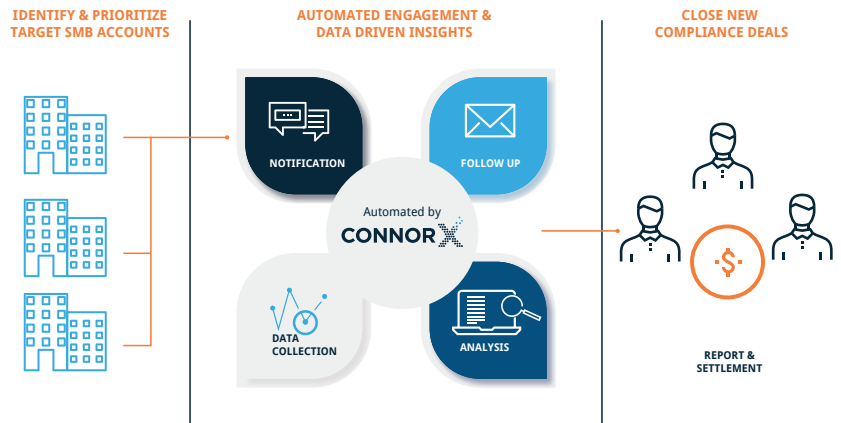 IDENTIFY & PRIORITIZE
TARGET SMB ACCOUNTS
AUTOMATED ENGAGEMENT &
DATA DRIVEN INSIGHTS
CLOSE NEW
COMPLIANCE DEALS
NOTIFICATION
FOLLOW UP
Automated by
CONNORX
DATA
COLLECTION
ANALYSIS
$
REPORT &
SETTLEMENT